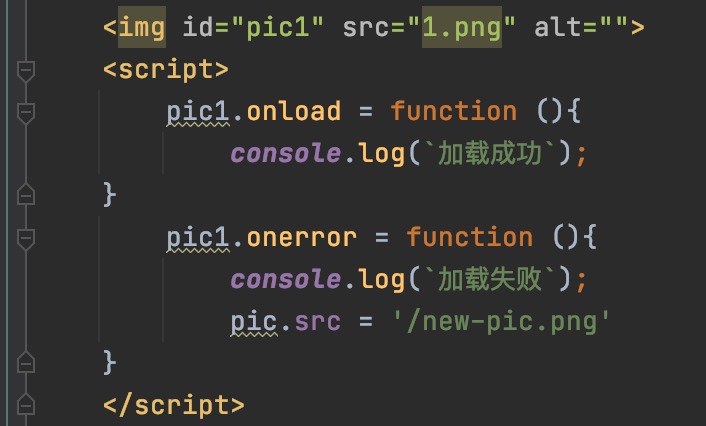 <img id="pic1" src="1.png" alt="">
<script>
    pic1.onload = function (){
        console.log(`加载成功`);
}
    pic1.onerror = function (){
        console.log(`加载失败`);
        pic.src = '/new-pic.png'
}
</script>